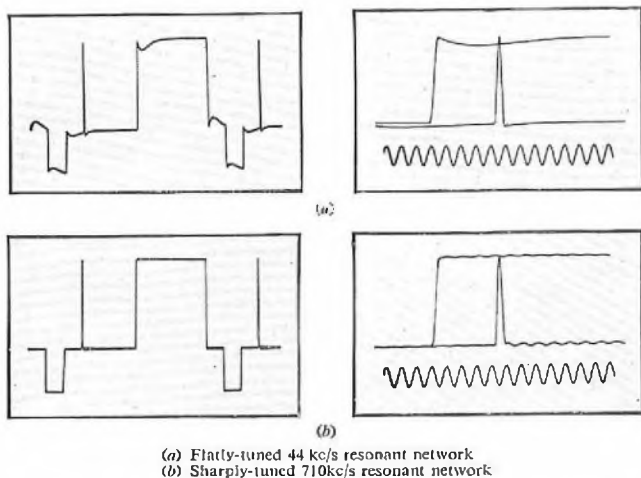 (a)
(b)
(a) Flatly-tuned 44 kc/s resonant network
(b) Sharply-tuned 710kc/s resonant network